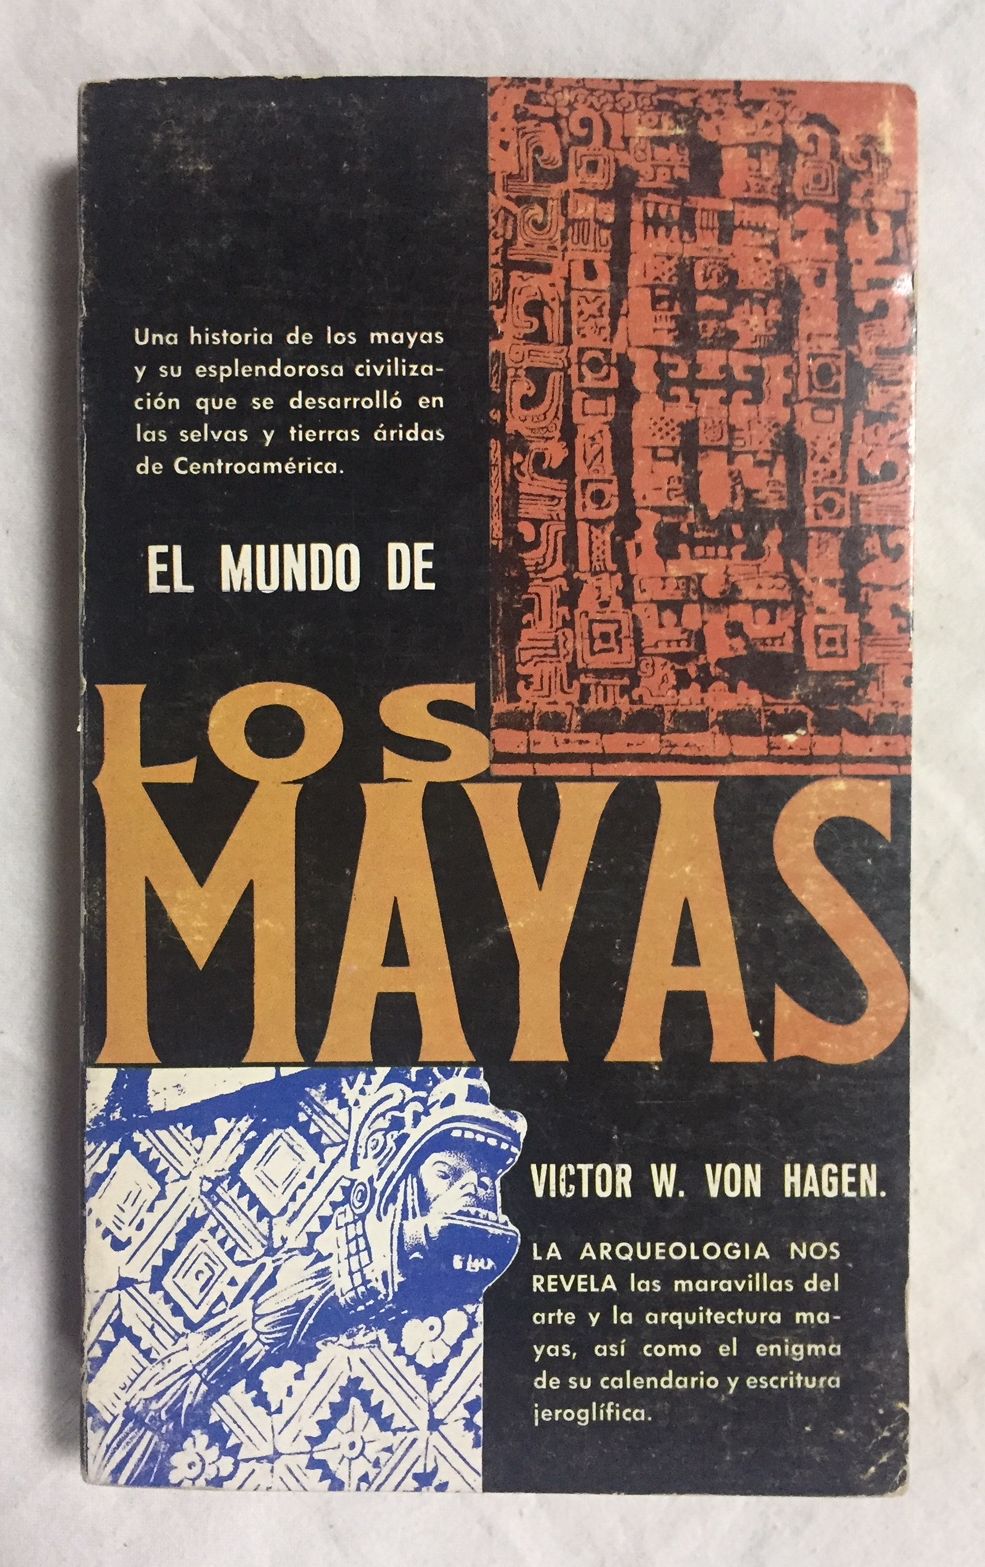 Una historia de los mayas
y su esplendorosa civiliza-
ción que se desarrolló en
las selvas y tierras áridas
de Centroamérica.
EL MUNDO DE
LOS
MAYAS
VICTOR W. VON HAGEN.
LA ARQUEOLOGIA NOS
REVELA las maravillas del
arte y la arquitectura ma-
yas, así como el enigma
de su calendario y escritura
jeroglífica.